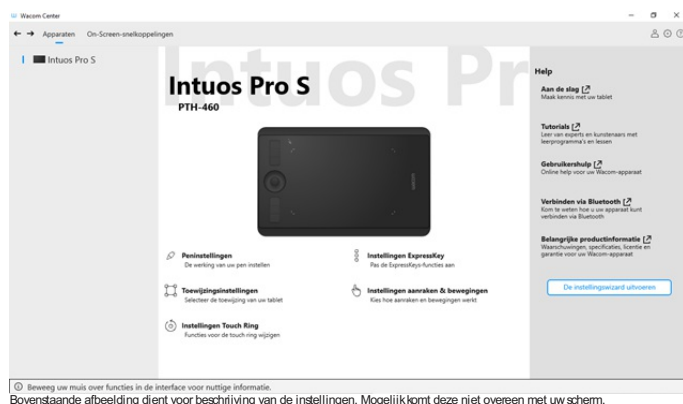 Wacom Center
Apparaten On-Screen-snelkoppelingen
Intuos Pro S
Intuos Pr
Intuos Pro S
PTH-460
wacom
Peninstellingen
De werking van uw pen instellen
Instellingen ExpressKey
Pas de ExpressKeys-functies aan
Toewijzingsinstellingen
Selecteer de toewijzing van uw tablet
Instellingen aanraken & bewegingen
Kies hoe aanraken en bewegingen werkt
Instellingen Touch Ring
Functies voor de touch ring wijzigen
Help
Aan de slag
Maak kennis met uw tablet
Tutorials
Leer van experts en kunstenaars met
leerprogramma's en lessen
Gebruikershulp
Online help voor uw Wacom-apparaat
Verbinden via Bluetooth
Kom te weten hoe u uw apparaat kunt
verbinden via Bluetooth
Belangrijke productinformatie
Waarschuwingen, specificaties, licentie en
garantie voor uw Wacom-apparaat
De instellingswizard uitvoeren
Beweeg uw muis over functies in de interface voor nuttige informatie.
Bovenstaande afbeelding dient voor beschrijving van de instellingen. Mogelijk komt deze niet overeen met uw scherm.